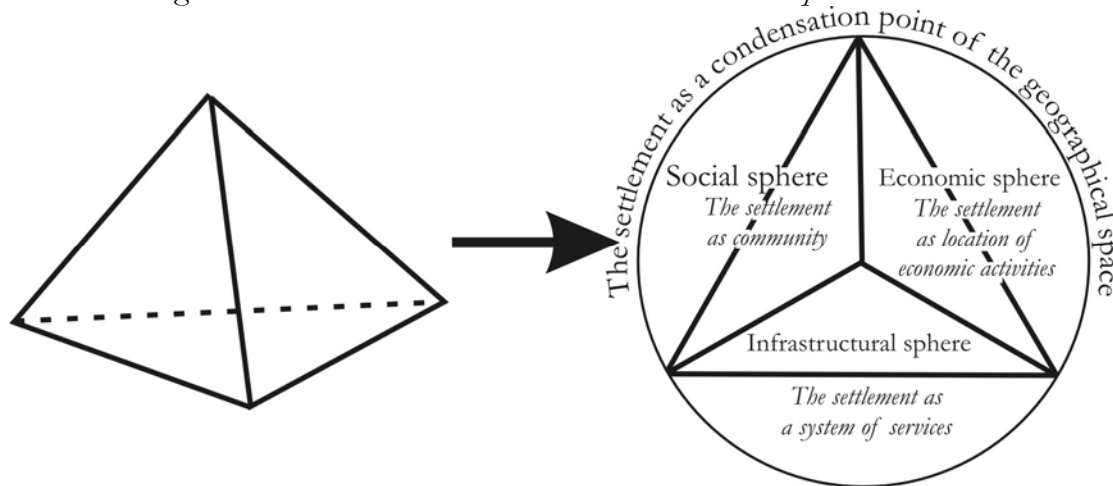 The settlement as a condensation point of the geographical space
Social sphere
The settlement
as community
Economic sphere
The settlement
as location of
economic activities
Infrastructural sphere
The settlement as
a system of services